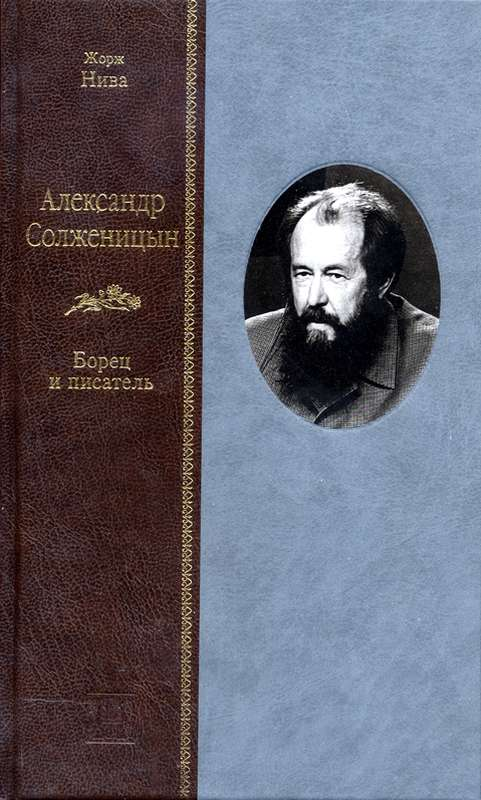 Жорж
Нива
Александр
Солженицын
Борец
и писатель